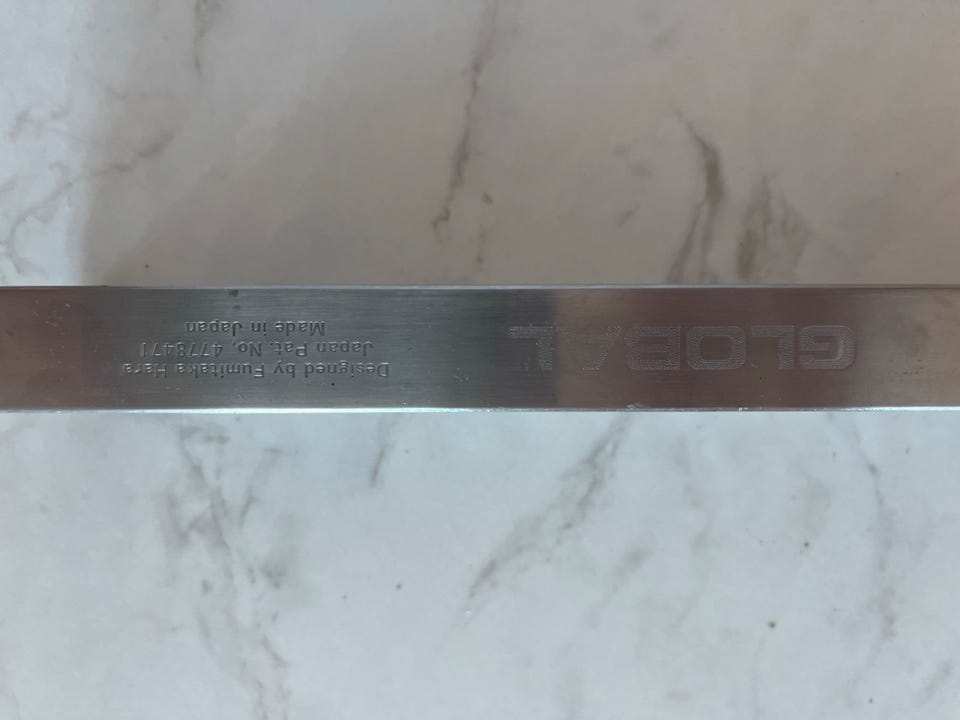 GLOBAL
Designed by Fumitaka Hara
Japan Pat. No. 4778471
Made in Japan